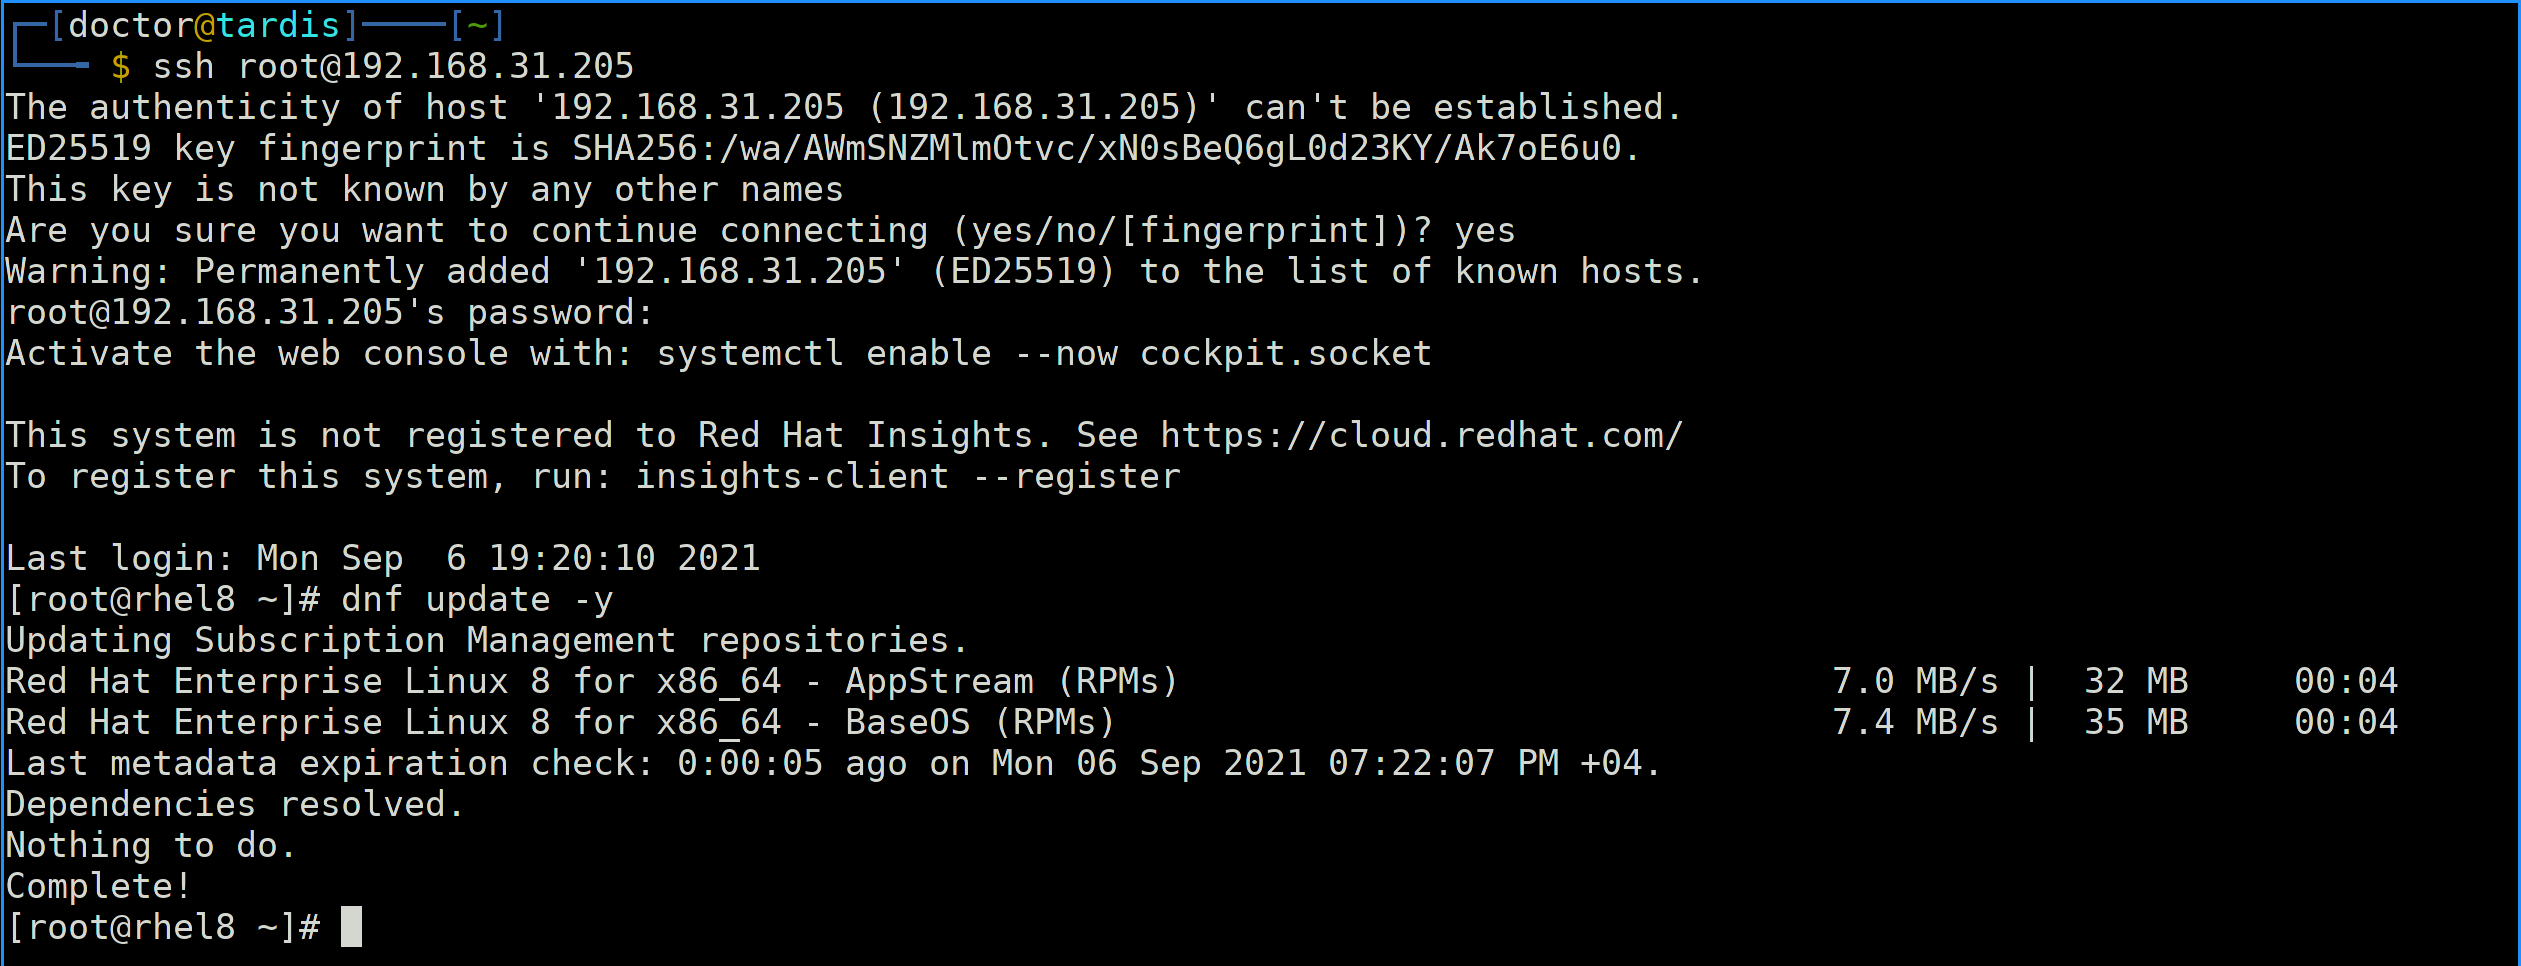 [doctor@tardis]────[~]
$ ssh root@192.168.31.205
The authenticity of host '192.168.31.205 (192.168.31.205)' can't be established.
ED25519 key fingerprint is SHA256:/wa/AWmSNZMlmOtvc/xN0sBeQ6gL0d23KY/Ak7oE6u0.
This key is not known by any other names
Are you sure you want to continue connecting (yes/no/[fingerprint])? yes
Warning: Permanently added '192.168.31.205' (ED25519) to the list of known hosts.
root@192.168.31.205's password:
Activate the web console with: systemctl enable --now cockpit.socket
This system is not registered to Red Hat Insights. See https://cloud.redhat.com/
To register this system, run: insights-client --register
Last login: Mon Sep  6 19:20:10 2021
[root@rhel8 ~]# dnf update -y
Updating Subscription Management repositories.
Red Hat Enterprise Linux 8 for x86_64 - AppStream (RPMs) 7.0 MB/s |  32 MB     00:04
Red Hat Enterprise Linux 8 for x86_64 - BaseOS (RPMs) 7.4 MB/s |  35 MB     00:04
Last metadata expiration check: 0:00:05 ago on Mon 06 Sep 2021 07:22:07 PM +04.
Dependencies resolved.
Nothing to do.
Complete!
[root@rhel8 ~]#